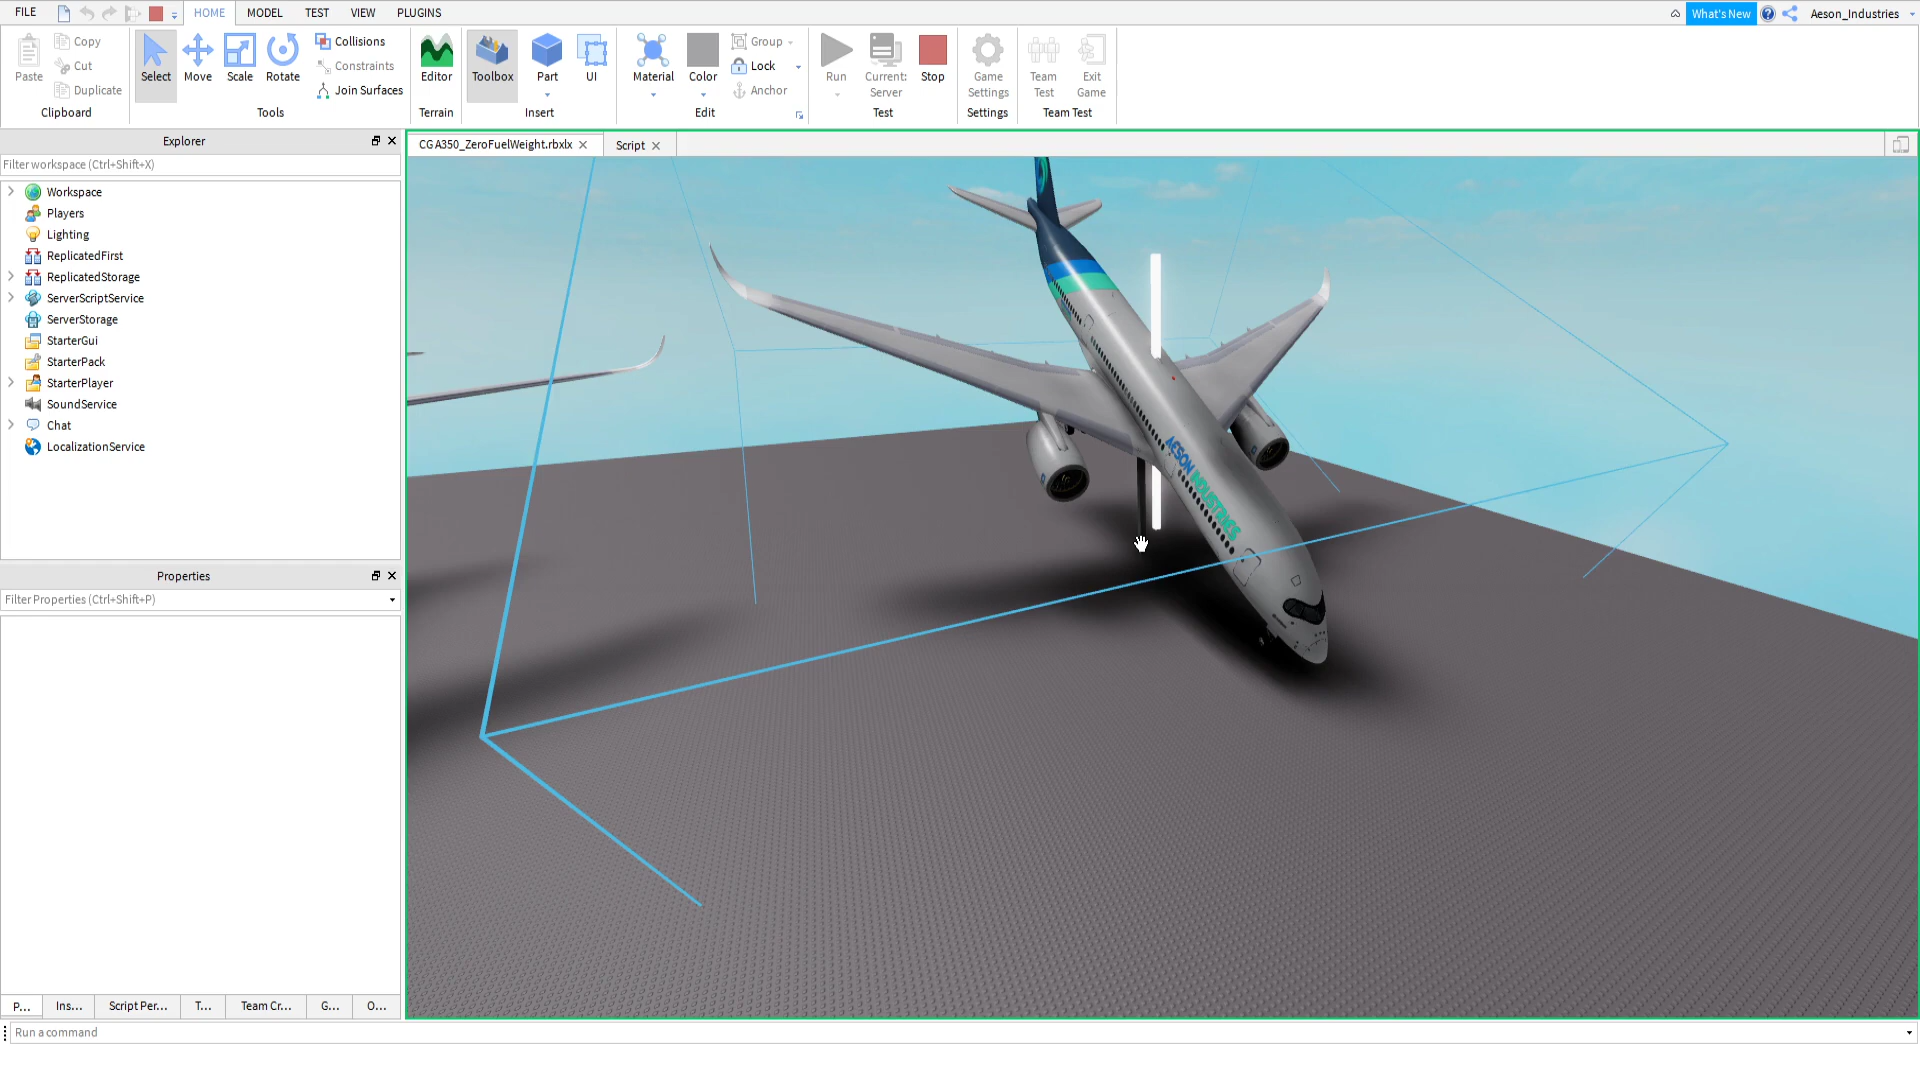 FILE
HOME
MODEL
TEST
VIEW
PLUGINS
What's New
Aeson_Industries
Paste
Copy
Cut
Duplicate
Clipboard
Select
Move
Scale
Rotate
Collisions
Constraints
Join Surfaces
Tools
Editor
Terrain
Toolbox
Part
UI
Insert
Material
Color
Group
Lock
Anchor
Edit
Run
Current:
Server
Stop
Test
Game
Settings
Settings
Team
Test
Exit
Game
Team Test
Explorer
Filter workspace (Ctrl+Shift+X)
Workspace
Players
Lighting
ReplicatedFirst
ReplicatedStorage
ServerScriptService
ServerStorage
StarterGui
StarterPack
StarterPlayer
SoundService
Chat
LocalizationService
Properties
Filter Properties (Ctrl+Shift+P)
P...
Ins...
Script Per...
T...
Team Cr...
G...
O...
Run a command
CG A350_ZeroFuelWeight.rbxlx
Script
AESON INDUSTRIES